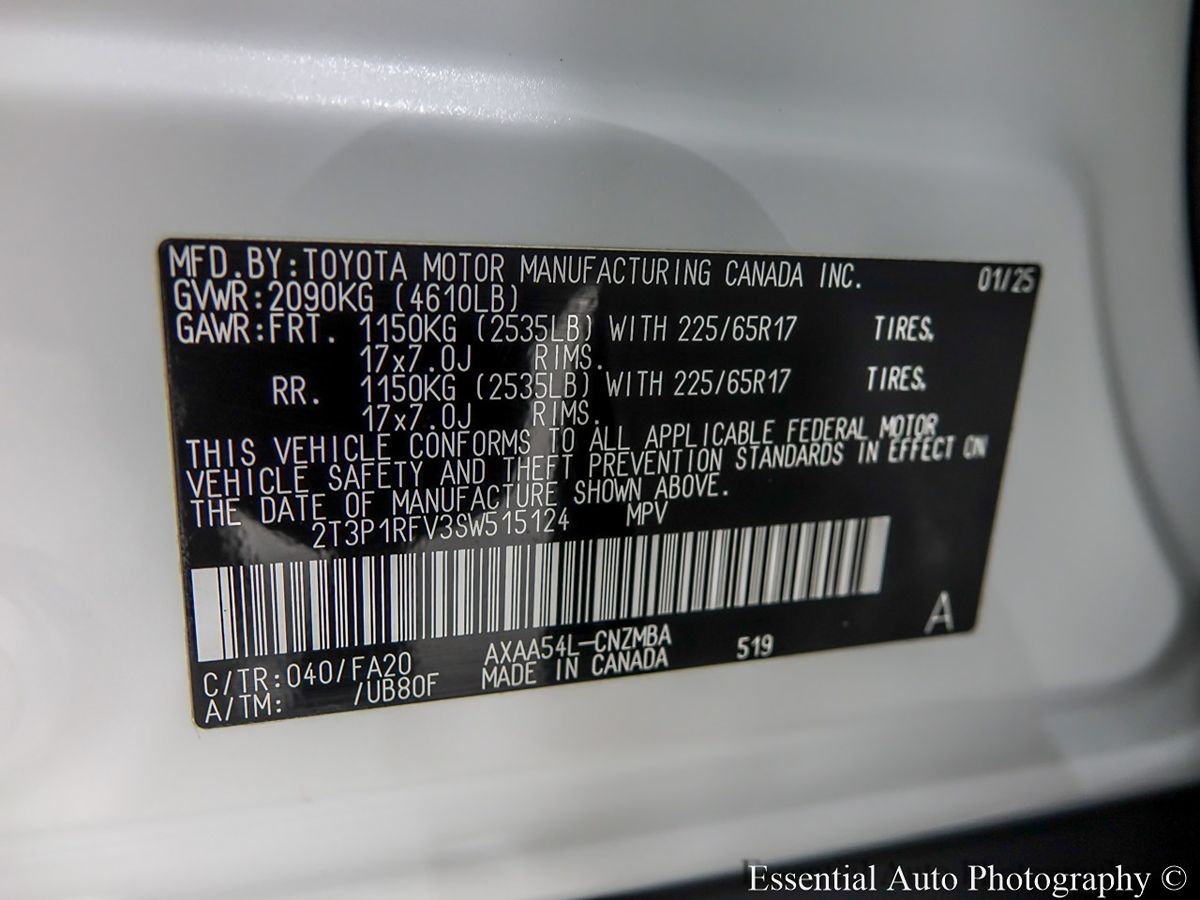 MFD.BY:TOYOTA MOTOR MANUFACTURING CANADA INC. 01/25
GVWR:2090KG (4610LB)
GAWR:FRT. 1150KG (2535LB) WITH 225/65R17 TIRES.
17x7.0J RIMS.
RR. 1150KG (2535LB) WITH 225/65R17 TIRES.
17x7.0J RIMS.
THIS VEHICLE CONFORMS TO ALL APPLICABLE FEDERAL MOTOR
VEHICLE SAFETY AND THEFT PREVENTION STANDARDS IN EFFECT ON
THE DATE OF MANUFACTURE SHOWN ABOVE.
2T3P1RFV3SW515124 MPV
C/TR:040/FA20 AXAA54L-CNZMBA 519 A
A/TM: /UB80F MADE IN CANADA
Essential Auto Photography ©